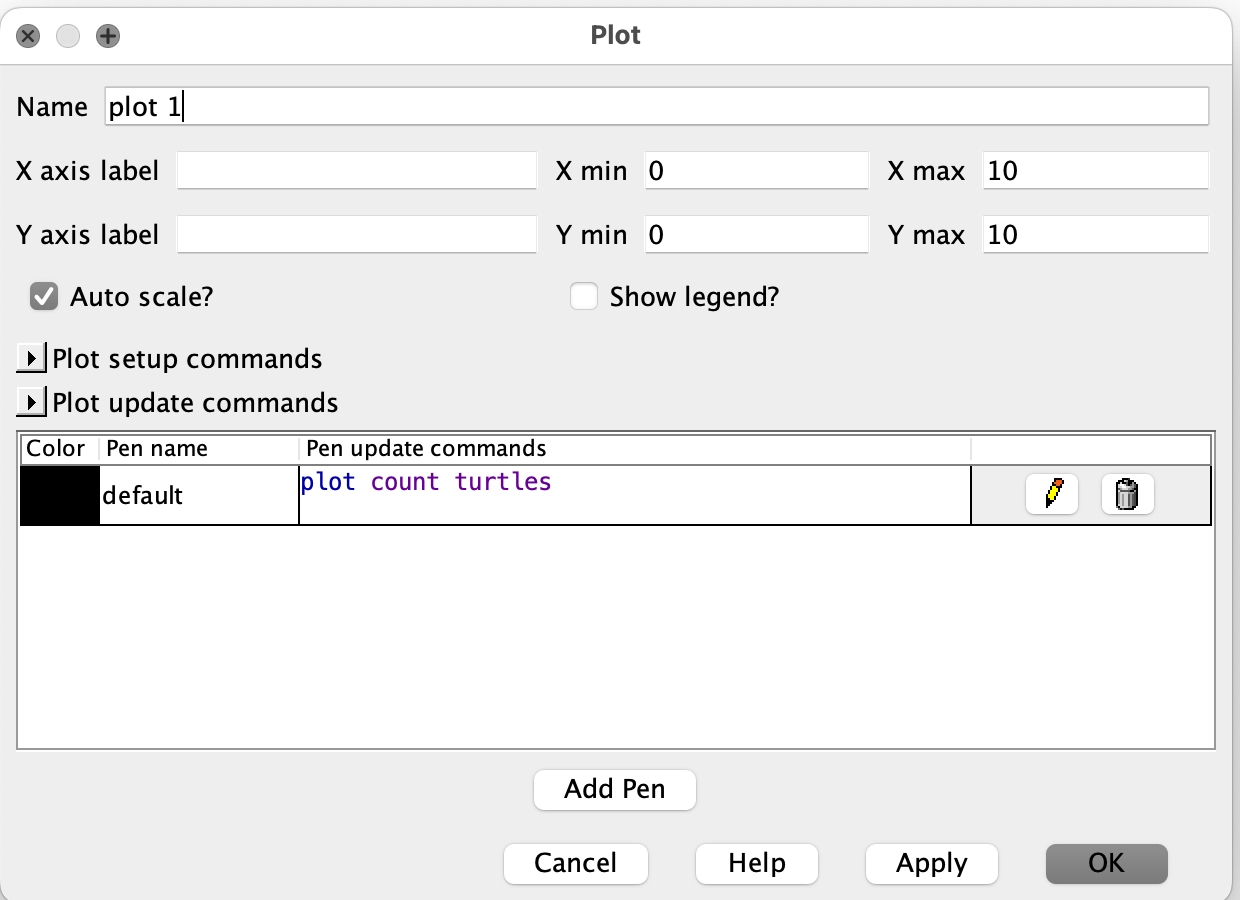 Plot
Name plot 1
X axis label X min 0 X max 10
Y axis label Y min 0 Y max 10
Auto scale? Show legend?
Plot setup commands
Plot update commands
Color Pen name Pen update commands
default plot count turtles
Add Pen
Cancel Help Apply OK